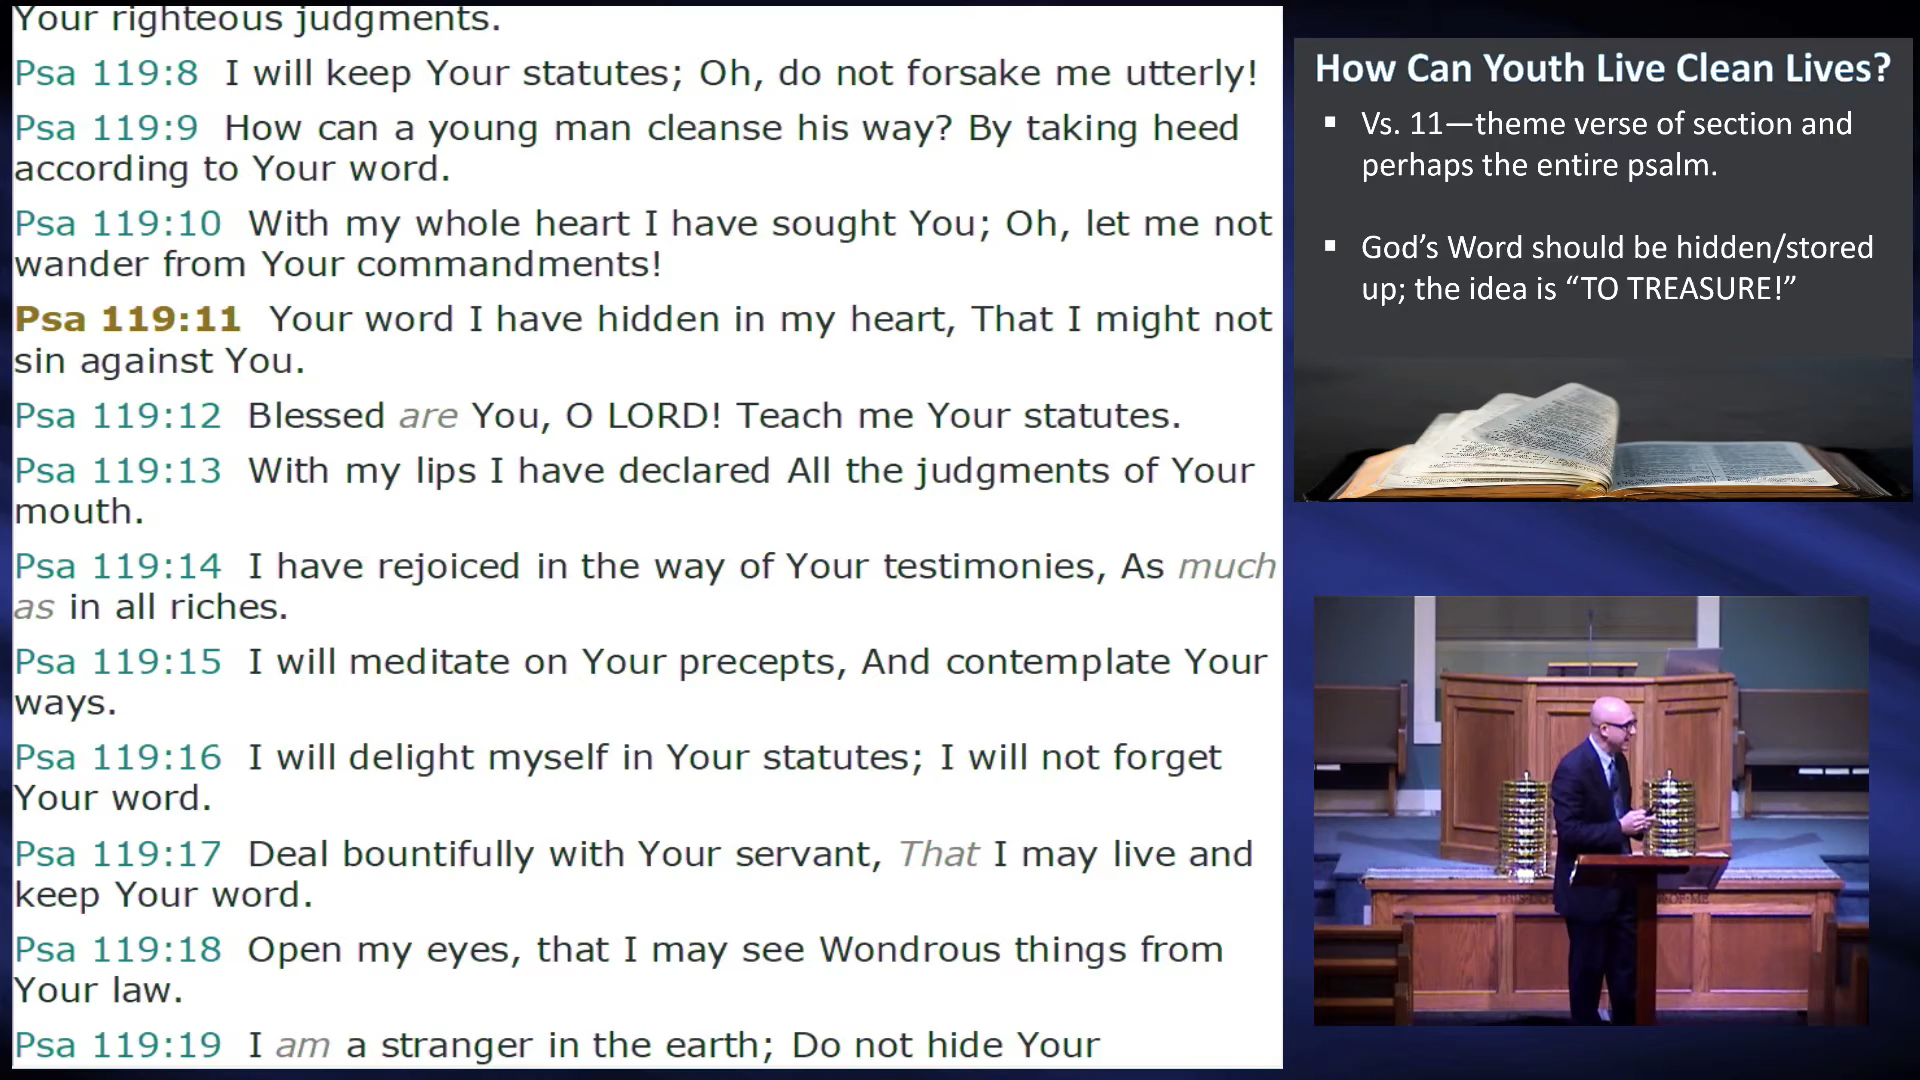 Your righteous judgments.
Psa 119:8 I will keep Your statutes; Oh, do not forsake me utterly!
Psa 119:9 How can a young man cleanse his way? By taking heed
according to Your word.
Psa 119:10 With my whole heart I have sought You; Oh, let me not
wander from Your commandments!
Psa 119:11 Your word I have hidden in my heart, That I might not
sin against You.
Psa 119:12 Blessed are You, O LORD! Teach me Your statutes.
Psa 119:13 With my lips I have declared All the judgments of Your
mouth.
Psa 119:14 I have rejoiced in the way of Your testimonies, As much
as in all riches.
Psa 119:15 I will meditate on Your precepts, And contemplate Your
ways.
Psa 119:16 I will delight myself in Your statutes; I will not forget
Your word.
Psa 119:17 Deal bountifully with Your servant, That I may live and
keep Your word.
Psa 119:18 Open my eyes, that I may see Wondrous things from
Your law.
Psa 119:19 I am a stranger in the earth; Do not hide Your
How Can Youth Live Clean Lives?
▪ Vs. 11—theme verse of section and
perhaps the entire psalm.
▪ God’s Word should be hidden/stored
up; the idea is “TO TREASURE!”
OF ME